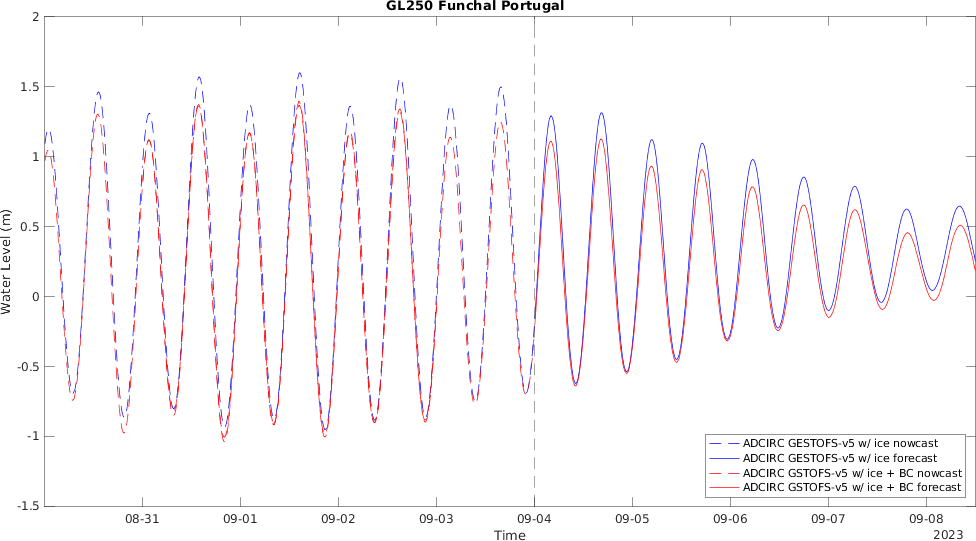 GL250 Funchal Portugal
Water Level (m)
2
1.5
1
0.5
0
-0.5
-1
-1.5
ADCIRC GESTOFS-v5 w/ ice nowcast
ADCIRC GESTOFS-v5 w/ ice forecast
ADCIRC GSTOFS-v5 w/ ice + BC nowcast
ADCIRC GSTOFS-v5 w/ ice + BC forecast
08-31 09-01 09-02 09-03 09-04 09-05 09-06 09-07 09-08
Time
2023